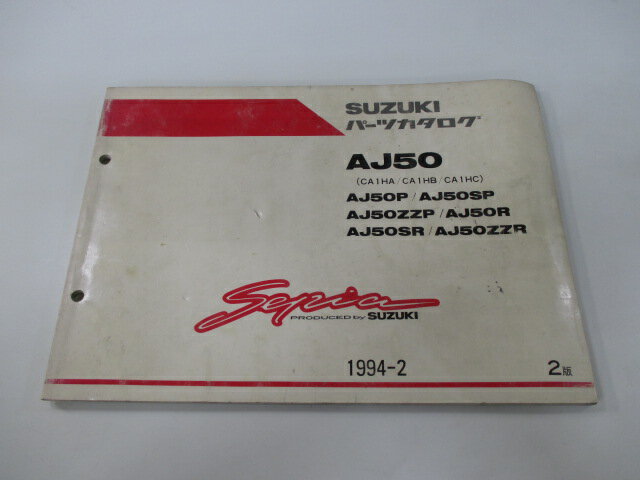 SUZUKI
パーツカタログ
AJ50
(CA1HA/CA1HB/CA1HC)
AJ50P/AJ50SP
AJ50ZZP/AJ50R
AJ50SR/AJ50ZZR
Sepia
PRODUCED by SUZUKI
1994-2
2版